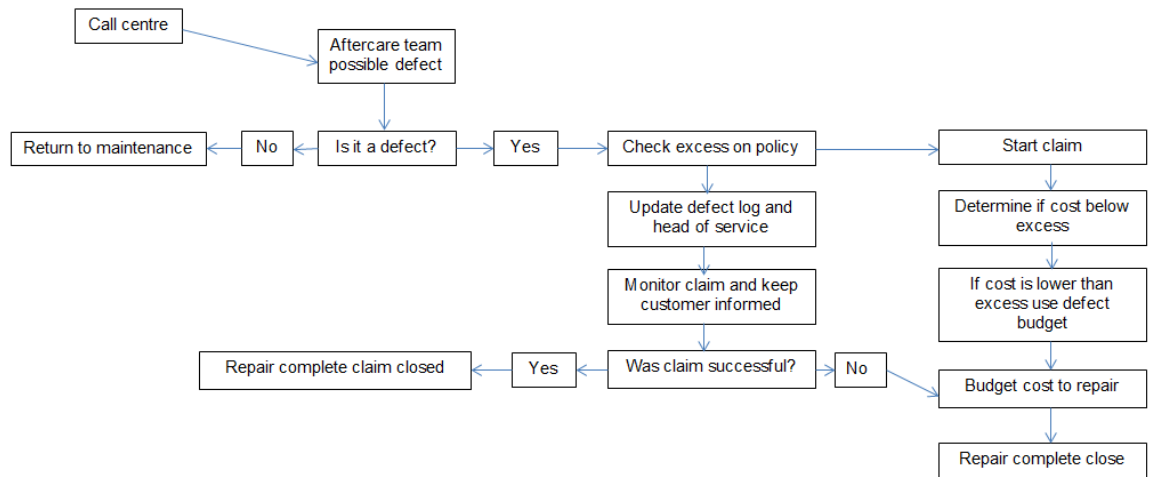 Call centre
Aftercare team
possible defect
Return to maintenance
No
Is it a defect?
Yes
Check excess on policy
Start claim
Update defect log and
head of service
Determine if cost below
excess
Monitor claim and keep
customer informed
If cost is lower than
excess use defect
budget
Repair complete claim closed
Yes
Was claim successful?
No
Budget cost to repair
Repair complete close